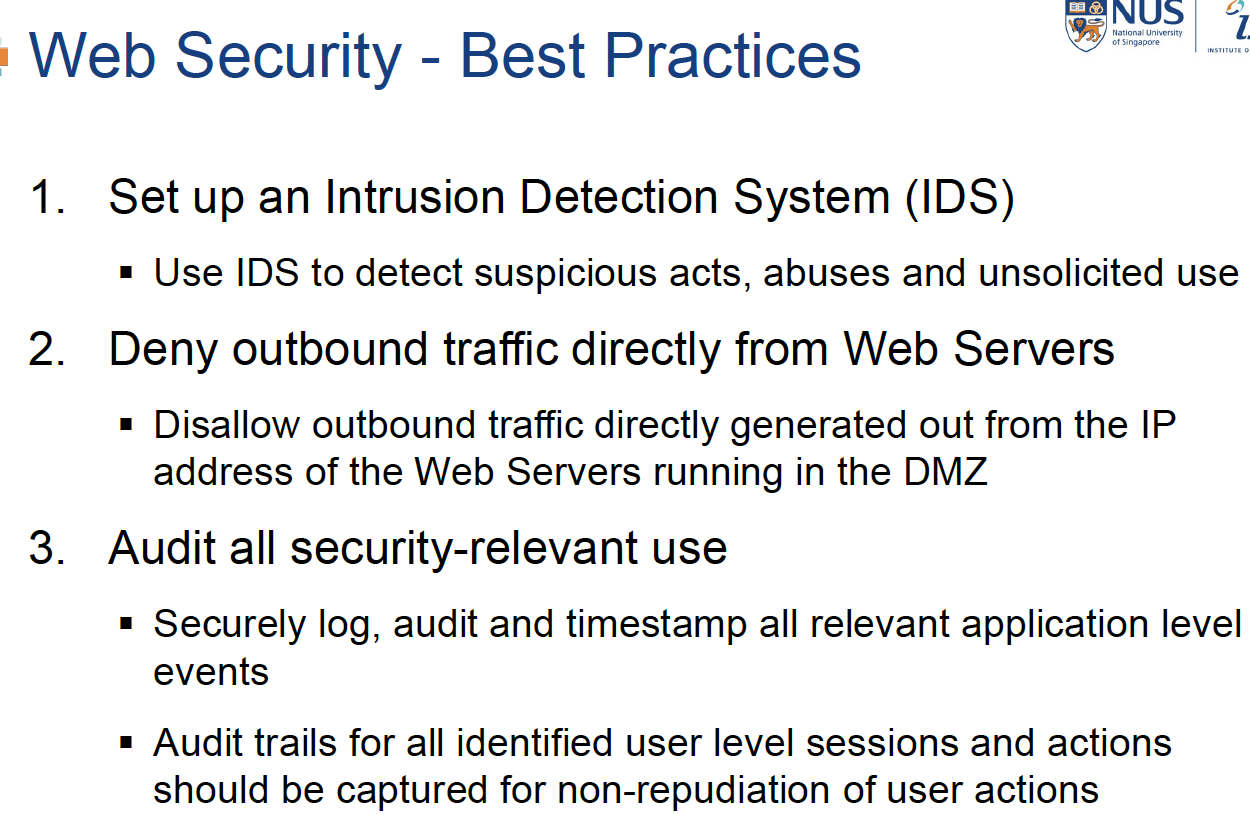 NUS
National University
of Singapore
INSTITUTE O
Web Security - Best Practices
1. Set up an Intrusion Detection System (IDS)
▪ Use IDS to detect suspicious acts, abuses and unsolicited use
2. Deny outbound traffic directly from Web Servers
▪ Disallow outbound traffic directly generated out from the IP
address of the Web Servers running in the DMZ
3. Audit all security-relevant use
▪ Securely log, audit and timestamp all relevant application level
events
▪ Audit trails for all identified user level sessions and actions
should be captured for non-repudiation of user actions